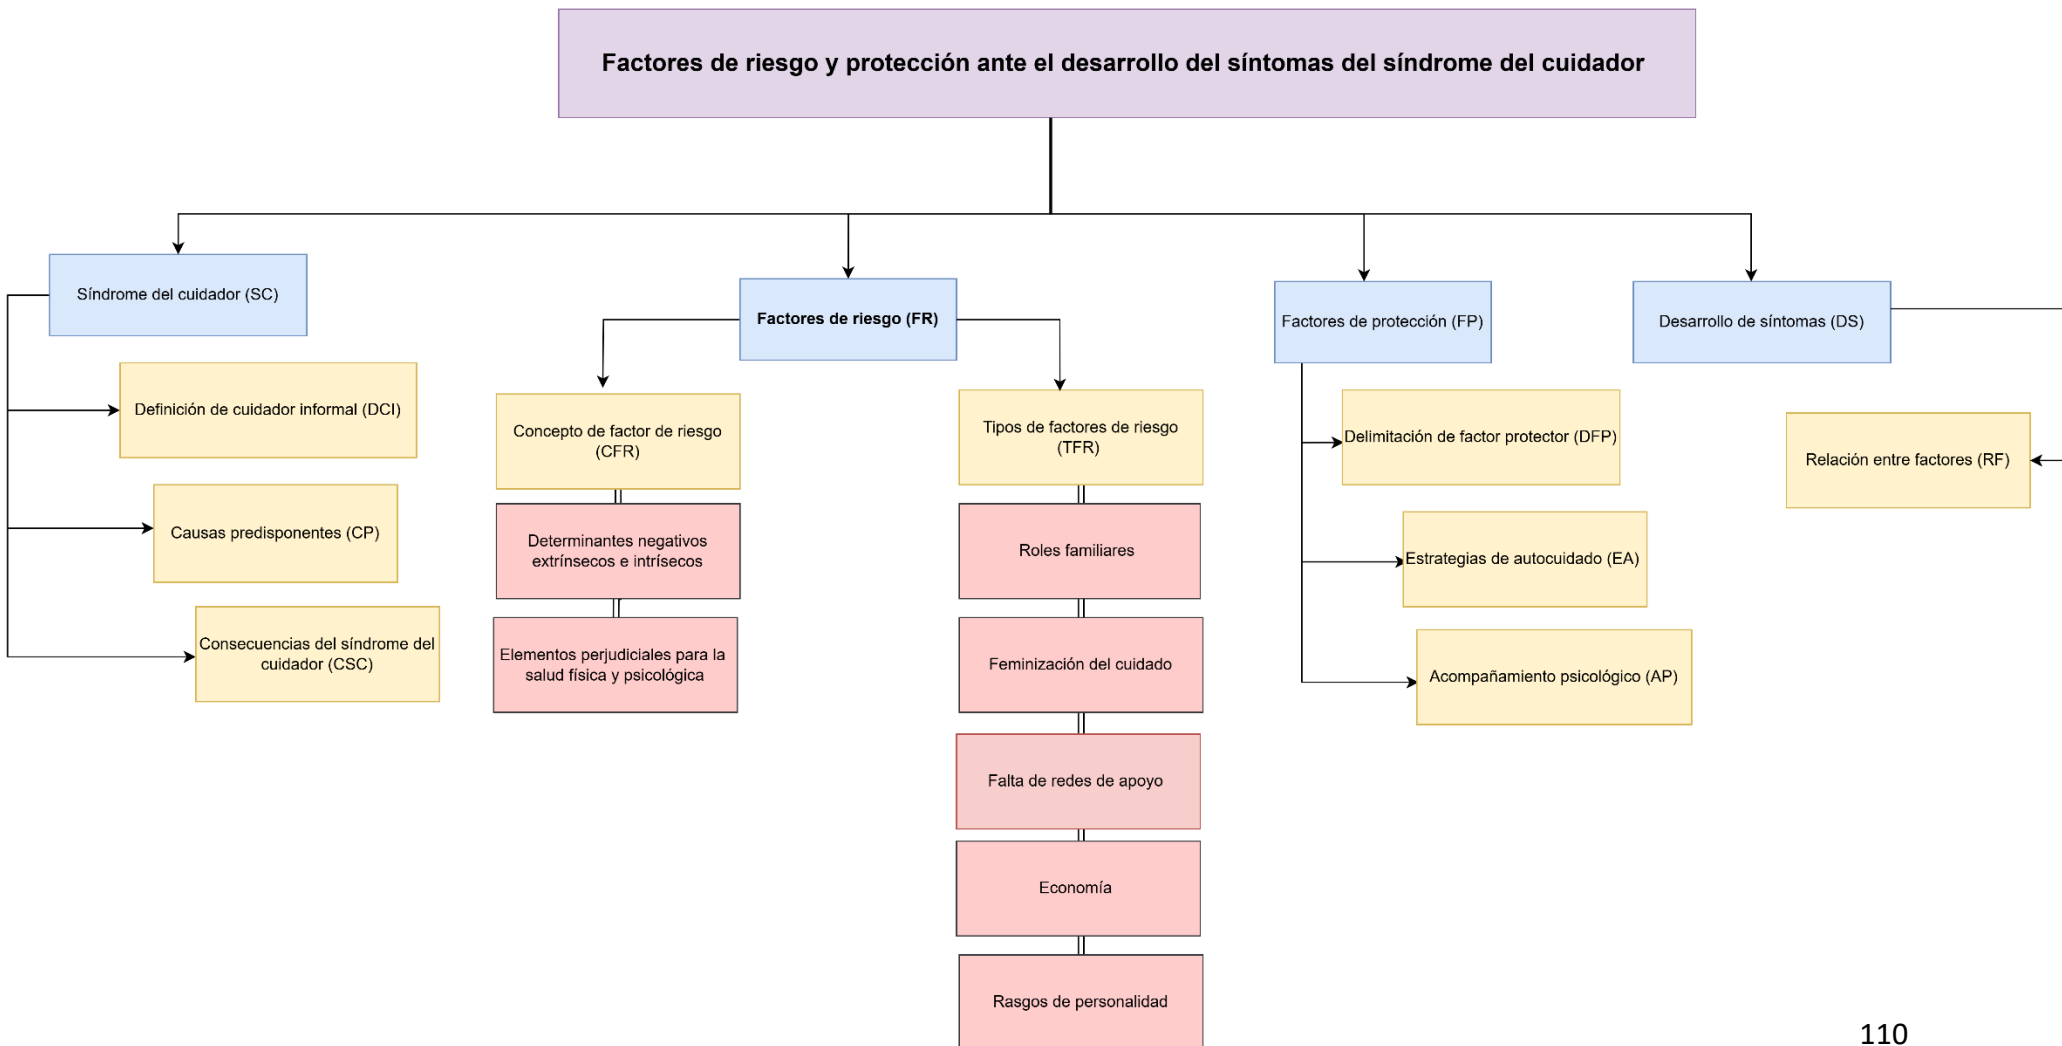 Factores de riesgo y protección ante el desarrollo del síntomas del síndrome del cuidador
Síndrome del cuidador (SC)
Definición de cuidador informal (DCI)
Causas predisponentes (CP)
Consecuencias del síndrome del
cuidador (CSC)
Factores de riesgo (FR)
Concepto de factor de riesgo
(CFR)
Determinantes negativos
extrínsecos e intrísecos
Elementos perjudiciales para la
salud física y psicológica
Tipos de factores de riesgo
(TFR)
Roles familiares
Feminización del cuidado
Falta de redes de apoyo
Economía
Rasgos de personalidad
Factores de protección (FP)
Delimitación de factor protector (DFP)
Estrategias de autocuidado (EA)
Acompañamiento psicológico (AP)
Desarrollo de síntomas (DS)
Relación entre factores (RF)
110